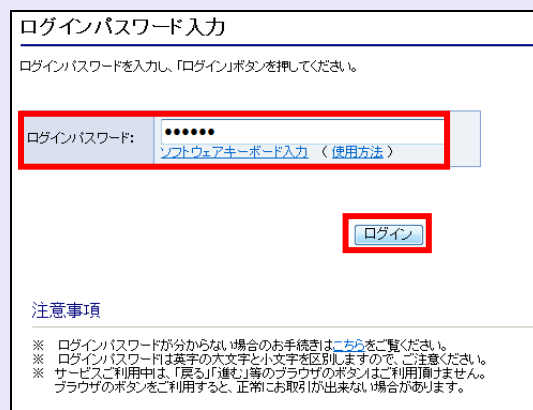 ログインパスワード入力
ログインパスワードを入力し、「ログイン」ボタンを押してください。
ログインパスワード: ●●●●●●
ソフトウェアキーボード入力 （使用方法）
ログイン
注意事項
※ ログインパスワードが分からない場合のお手続きはこちらをご覧ください。
※ ログインパスワードは英字の大文字と小文字を区別しますので、ご注意ください。
※ サービスご利用中は、「戻る」「進む」等のブラウザのボタンはご利用頂けません。
ブラウザのボタンをご利用すると、正常にお取引が出来ない場合があります。